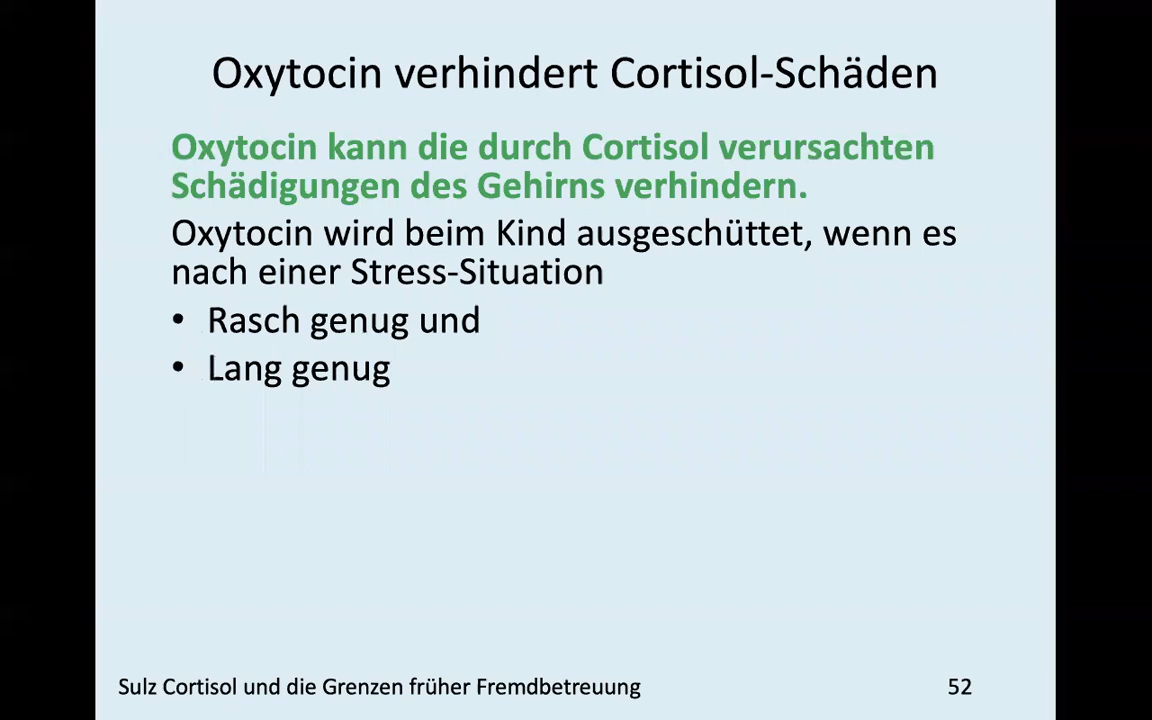 Oxytocin verhindert Cortisol-Schäden
Oxytocin kann die durch Cortisol verursachten
Schädigungen des Gehirns verhindern.
Oxytocin wird beim Kind ausgeschüttet, wenn es
nach einer Stress-Situation
• Rasch genug und
• Lang genug
Sulz Cortisol und die Grenzen früher Fremdbetreuung
52